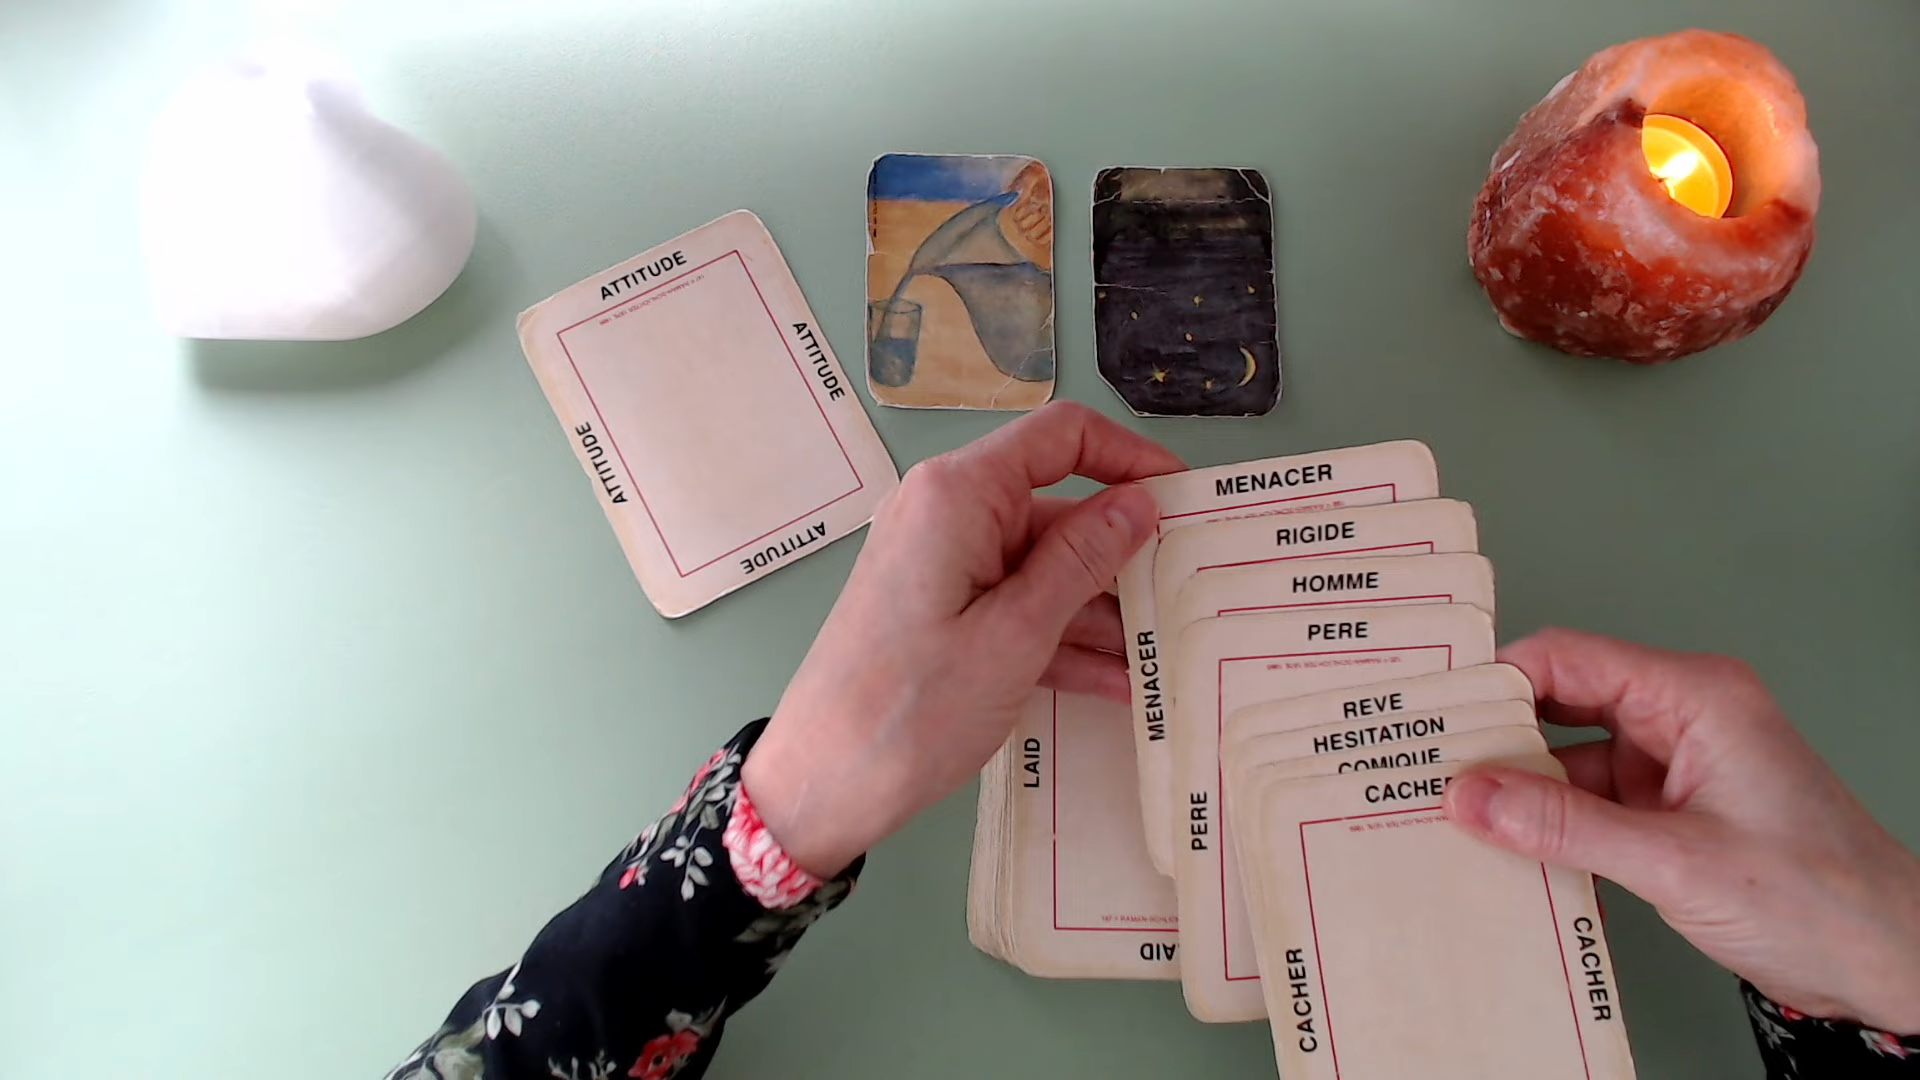 ATTITUDE
ATTITUDE
ATTITUDE
ATTITUDE
MENACER
MENACER
RIGIDE
HOMME
PERE
PERE
REVE
HESITATION
COMIQUE
CACHER
CACHER
CACHER
LAID
LAID